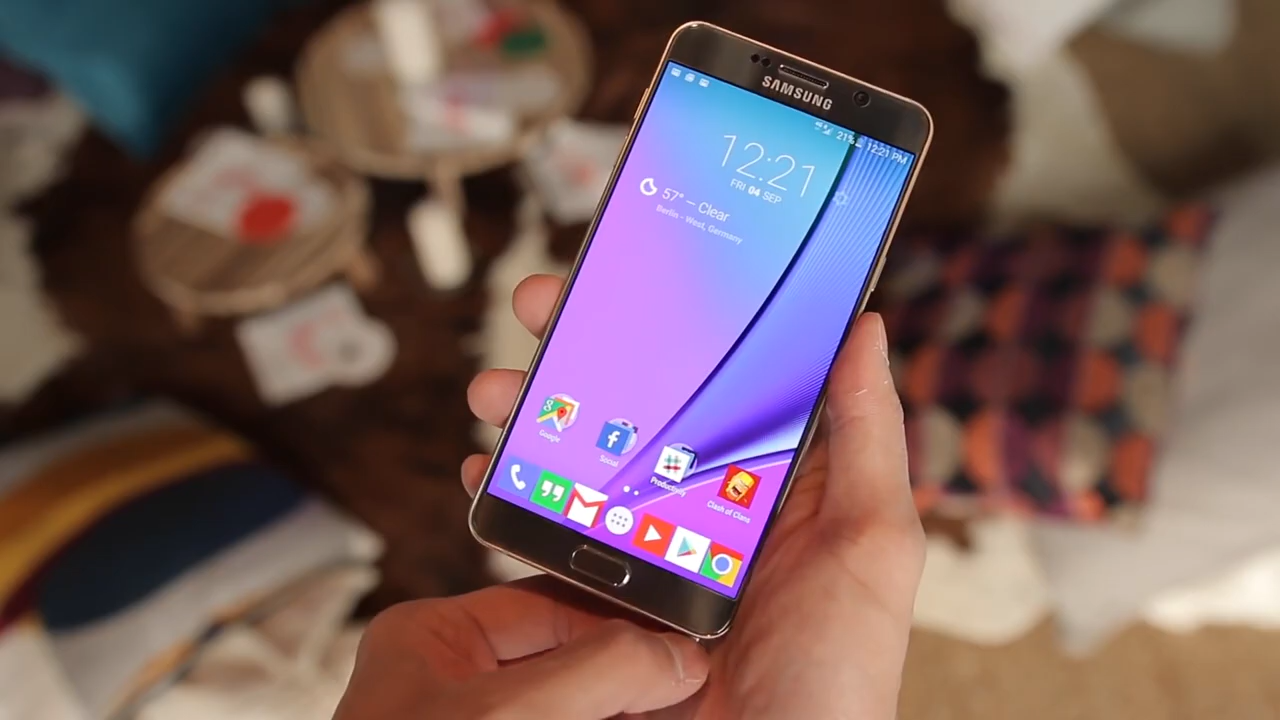 SAMSUNG
21% 12:21 PM
12:21
FRI 04 SEP
57° – Clear
Berlin - West, Germany
Google
Social
Productivity
Clash of Clans